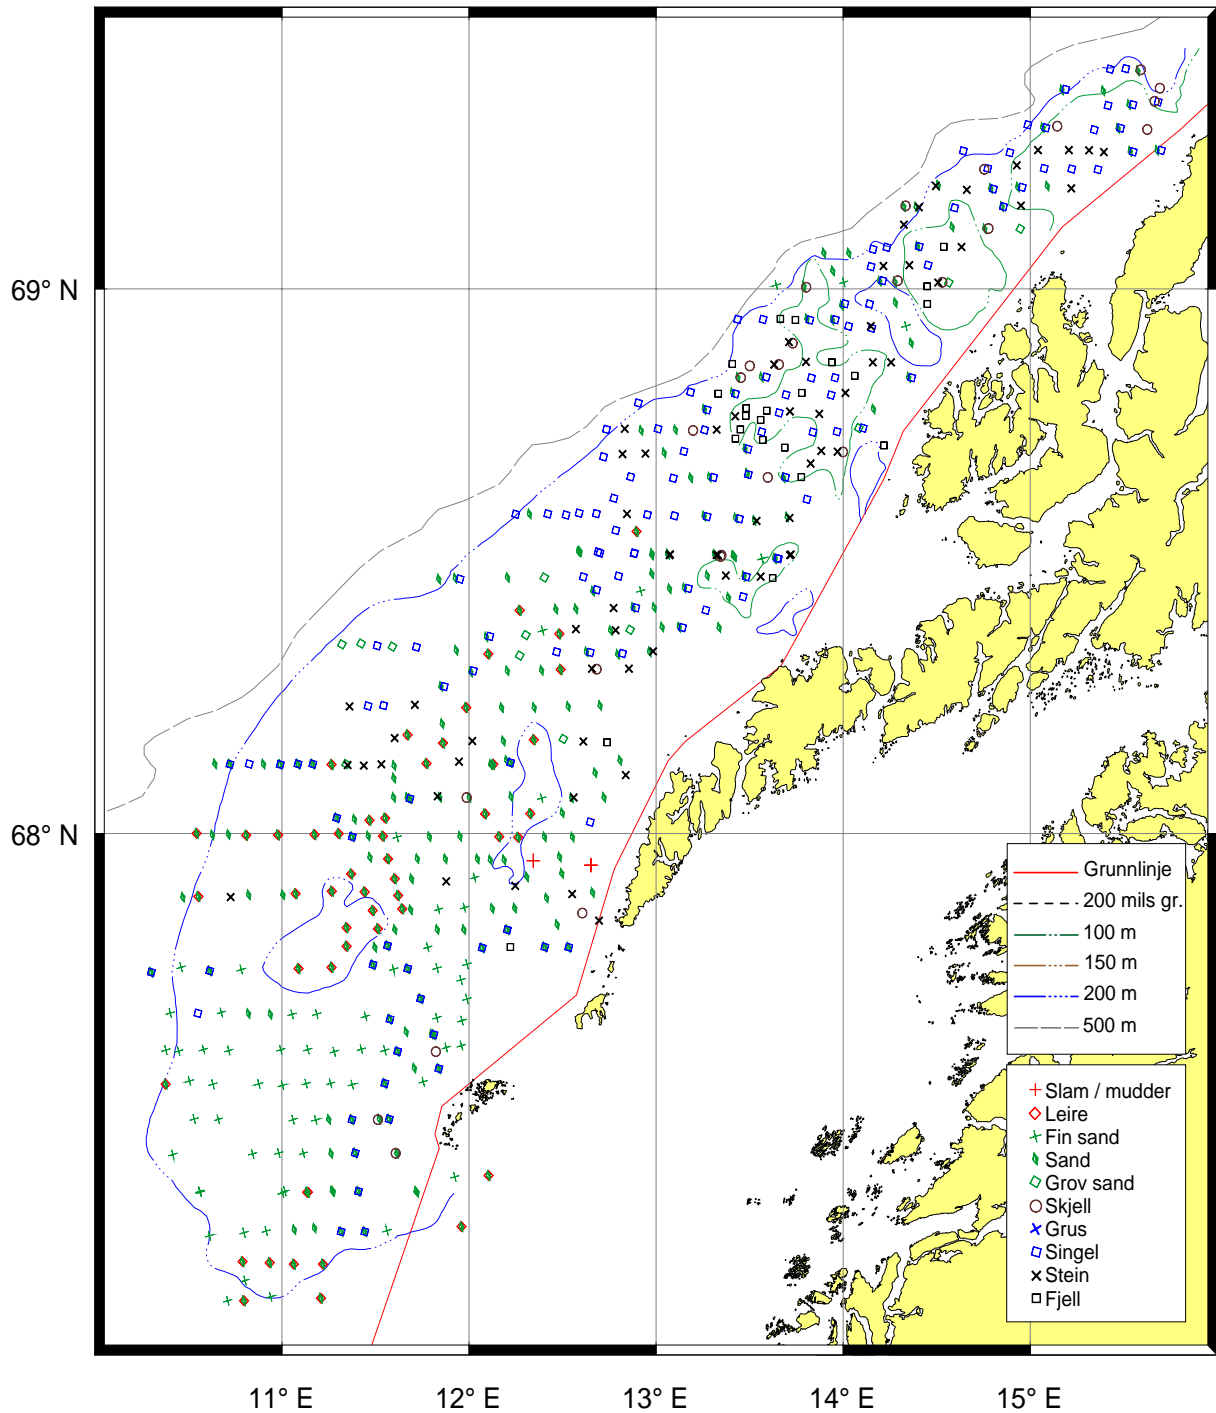 69° N
68° N
Grunnlinje
200 mils gr.
100 m
150 m
200 m
500 m
Slam / mudder
Leire
Fin sand
Sand
Grov sand
Skjell
Grus
Singel
Stein
Fjell
11° E
12° E
13° E
14° E
15° E